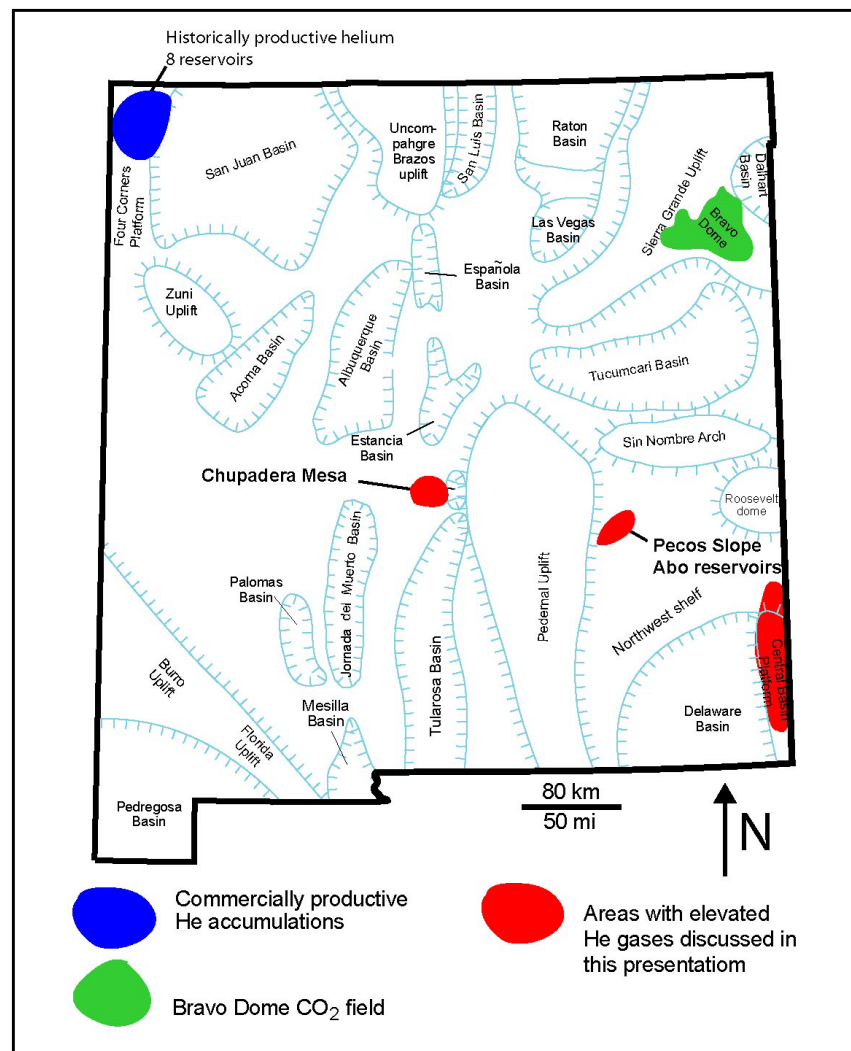 Historically productive helium
8 reservoirs
San Juan Basin
Uncom-
pahgre
Brazos
uplift
San Luis Basin
Raton
Basin
Dalhart
Basin
Sierra Grande Uplift
Bravo
Dome
Four Corners
Platform
Las Vegas
Basin
Española
Basin
Zuni
Uplift
Acoma Basin
Albuquerque
Basin
Tucumcari Basin
Estancia
Basin
Sin Nombre Arch
Chupadera Mesa
Roosevelt
dome
Pecos Slope
Abo reservoirs
Jornada del Muerto Basin
Palomas
Basin
Pedernal Uplift
Northwest shelf
Central Basin
Platform
Tularosa Basin
Burro
Uplift
Florida
Uplift
Mesilla
Basin
Delaware
Basin
Pedregosa
Basin
80 km
50 mi
N
Commercially productive
He accumulations
Areas with elevated
He gases discussed in
this presentatiom
Bravo Dome CO₂ field